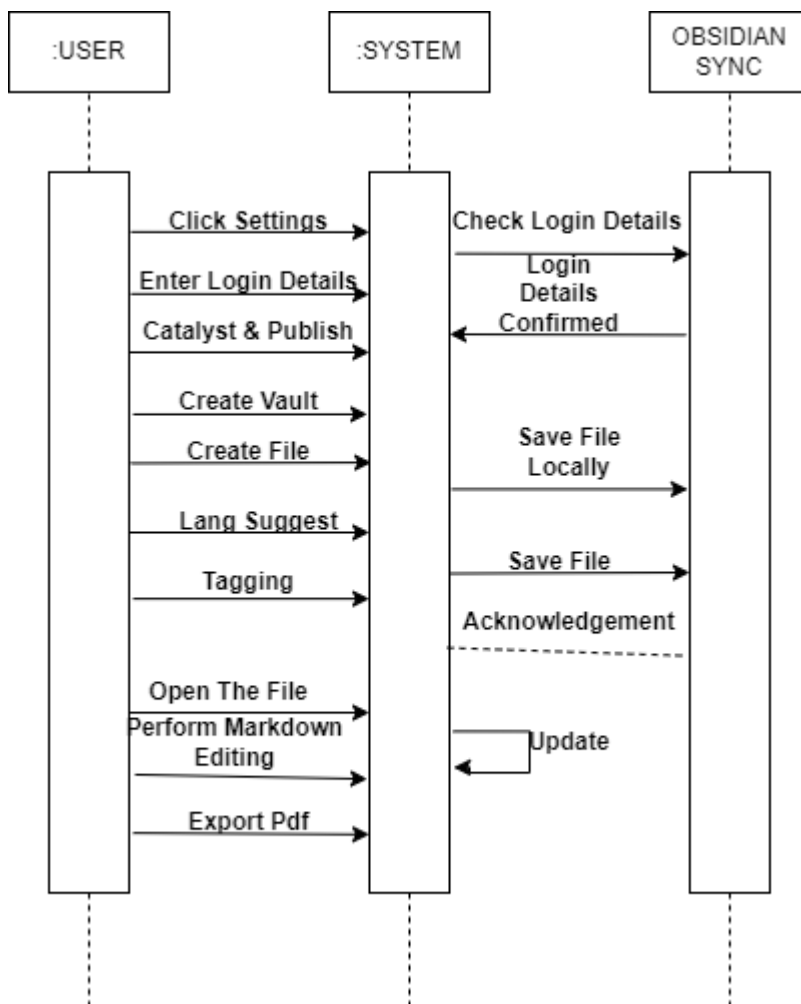 :USER
:SYSTEM
OBSIDIAN
SYNC
Click Settings
Check Login Details
Enter Login Details
Login
Details
Confirmed
Catalyst & Publish
Create Vault
Create File
Save File
Locally
Lang Suggest
Save File
Tagging
Acknowledgement
Open The File
Perform Markdown
Editing
Update
Export Pdf